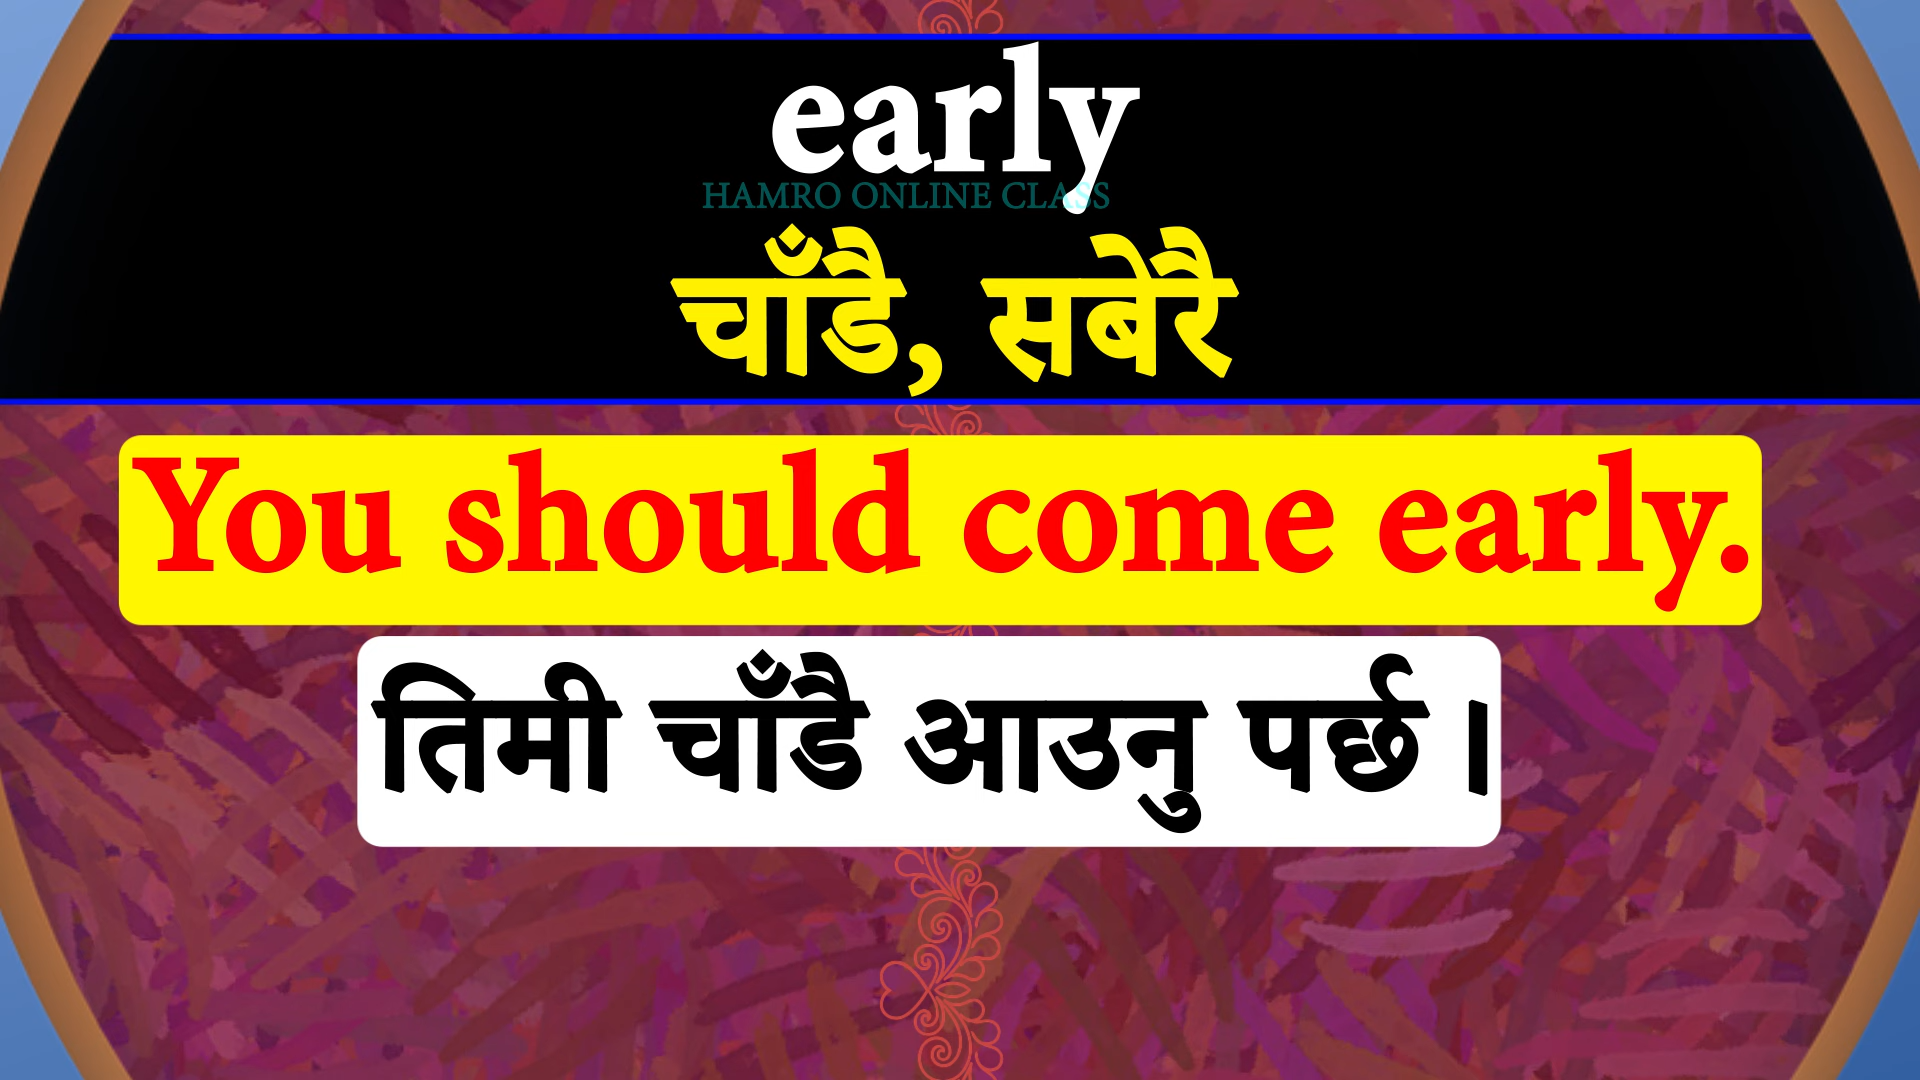 early
HAMRO ONLINE CLASS
चाँडै, सबेरै
You should come early.
तिमी चाँडै आउनु पर्छ ।